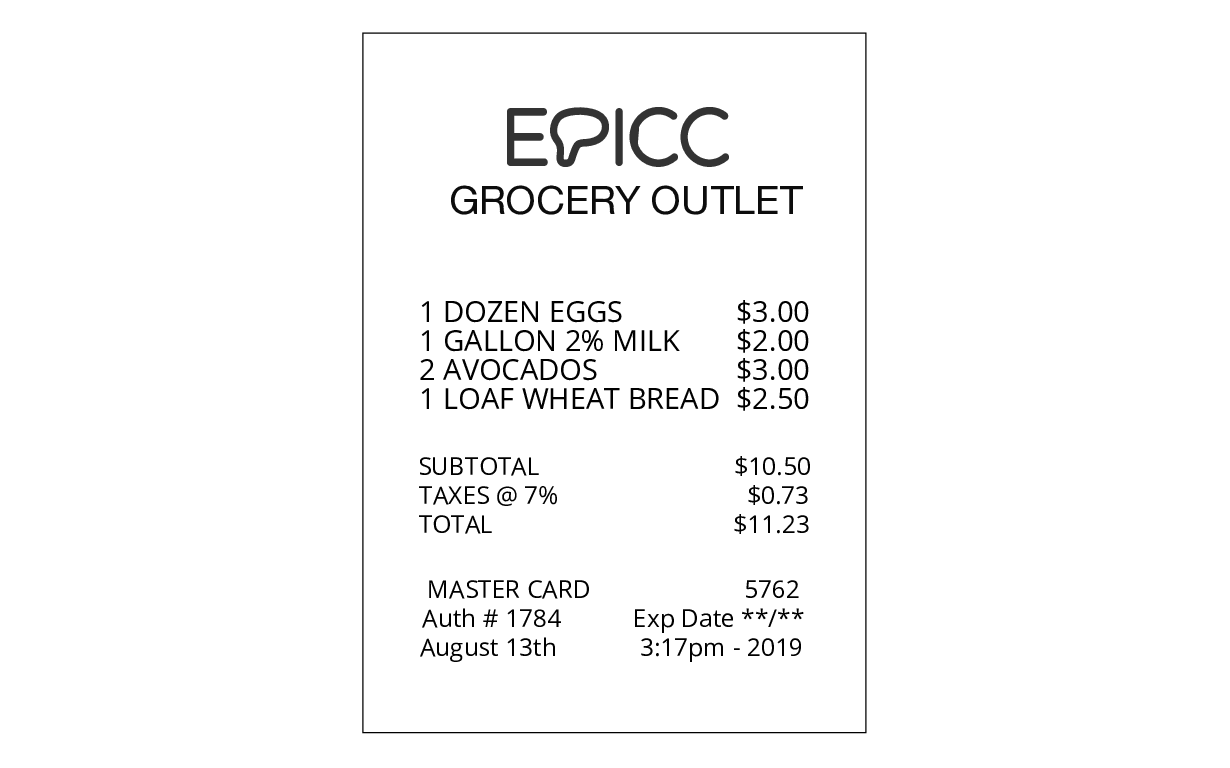 EPICC
GROCERY OUTLET
1 DOZEN EGGS $3.00
1 GALLON 2% MILK $2.00
2 AVOCADOS $3.00
1 LOAF WHEAT BREAD $2.50
SUBTOTAL $10.50
TAXES @ 7% $0.73
TOTAL $11.23
MASTER CARD 5762
Auth # 1784 Exp Date **/**
August 13th 3:17pm - 2019